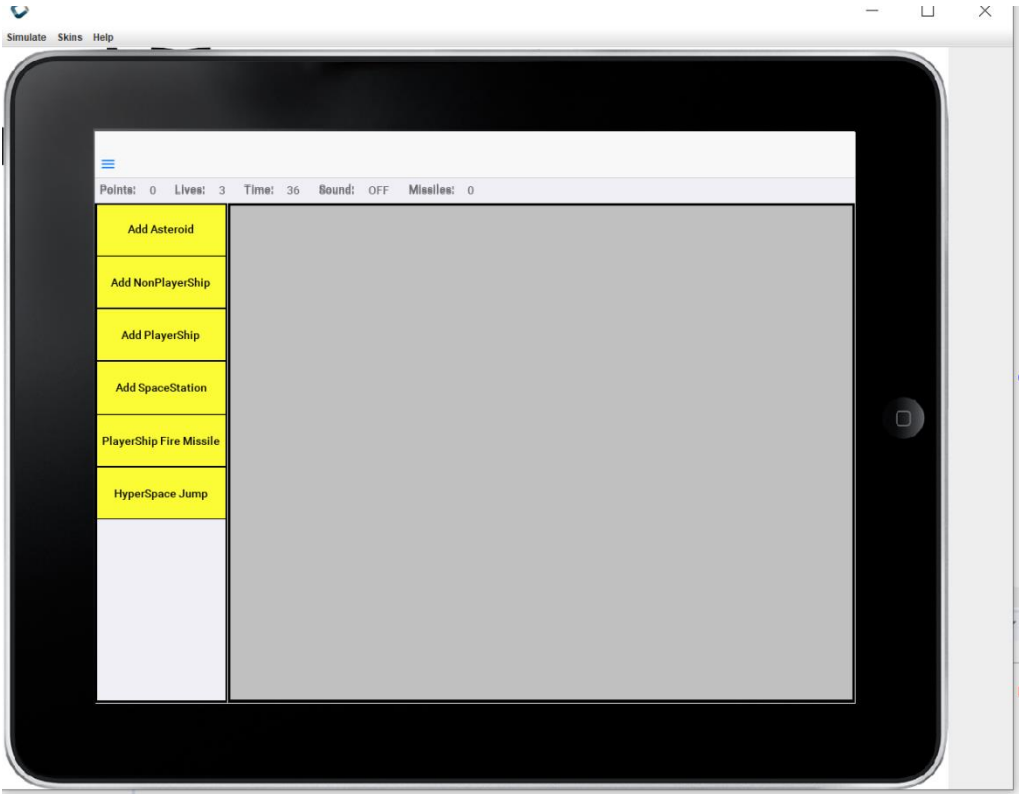 Simulate Skins Help
Points: 0 Lives: 3 Time: 36 Sound: OFF Missiles: 0
Add Asteroid
Add NonPlayerShip
Add PlayerShip
Add SpaceStation
PlayerShip Fire Missile
HyperSpace Jump